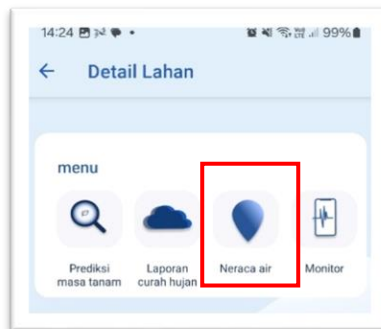 14:24 99%
Detail Lahan
menu
Prediksi masa tanam
Laporan curah hujan
Neraca air
Monitor